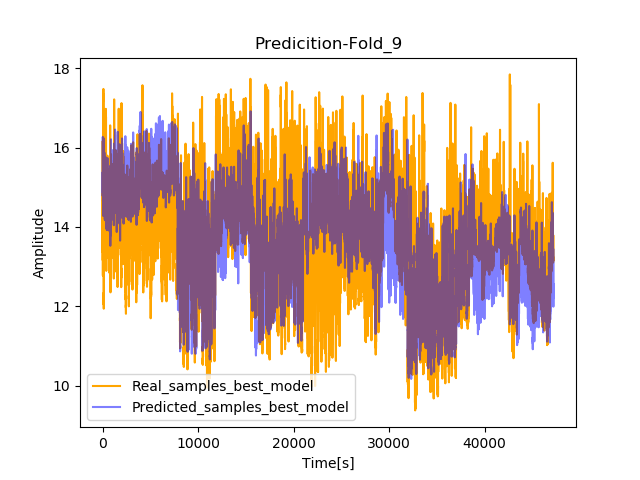 Predicition-Fold_9
18
16
14
12
10
Amplitude
Real_samples_best_model
Predicted_samples_best_model
0
10000
20000
30000
40000
Time[s]